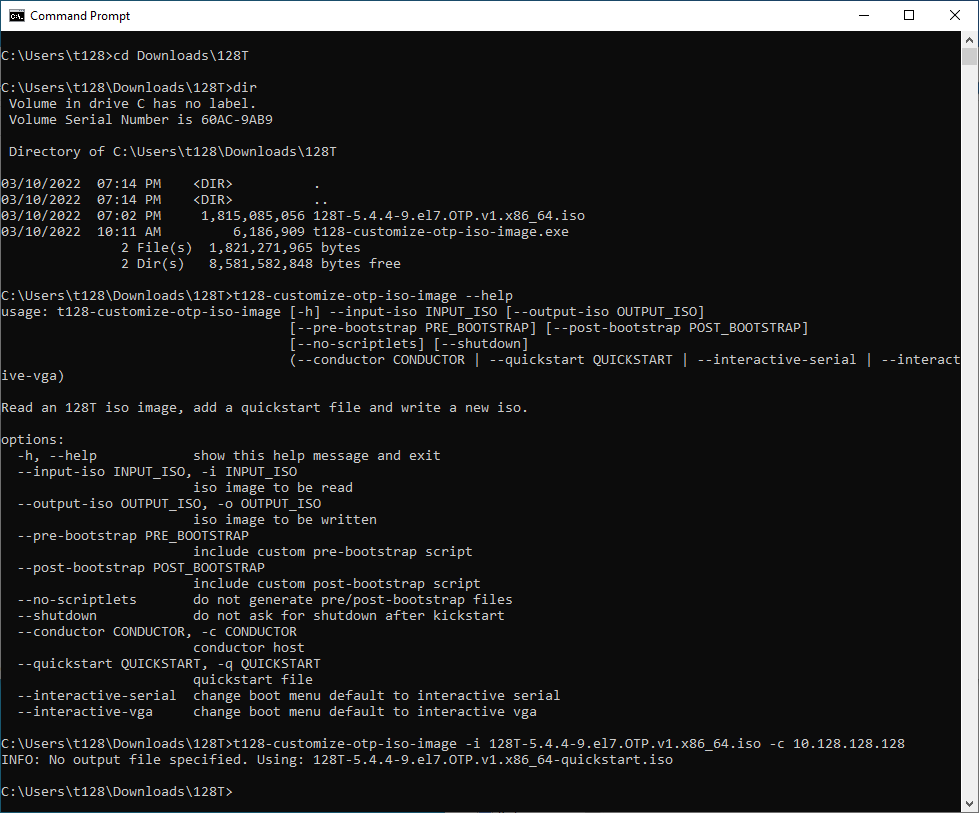 Command Prompt
C:\Users\t128>cd Downloads\128T
C:\Users\t128\Downloads\128T>dir
 Volume in drive C has no label.
 Volume Serial Number is 60AC-9AB9
 Directory of C:\Users\t128\Downloads\128T
03/10/2022  07:14 PM    <DIR>          .
03/10/2022  07:14 PM    <DIR>          ..
03/10/2022  07:02 PM     1,815,085,056 128T-5.4.4-9.el7.OTP.v1.x86_64.iso
03/10/2022  10:11 AM         6,186,909 t128-customize-otp-iso-image.exe
               2 File(s)  1,821,271,965 bytes
               2 Dir(s)   8,581,582,848 bytes free
C:\Users\t128\Downloads\128T>t128-customize-otp-iso-image --help
usage: t128-customize-otp-iso-image [-h] --input-iso INPUT_ISO [--output-iso OUTPUT_ISO]
                                    [--pre-bootstrap PRE_BOOTSTRAP] [--post-bootstrap POST_BOOTSTRAP]
                                    [--no-scriptlets] [--shutdown]
                                    (--conductor CONDUCTOR | --quickstart QUICKSTART | --interactive-serial | --interact
ive-vga)
Read an 128T iso image, add a quickstart file and write a new iso.
options:
  -h, --help            show this help message and exit
  --input-iso INPUT_ISO, -i INPUT_ISO
                        iso image to be read
  --output-iso OUTPUT_ISO, -o OUTPUT_ISO
                        iso image to be written
  --pre-bootstrap PRE_BOOTSTRAP
                        include custom pre-bootstrap script
  --post-bootstrap POST_BOOTSTRAP
                        include custom post-bootstrap script
  --no-scriptlets       do not generate pre/post-bootstrap files
  --shutdown            do not ask for shutdown after kickstart
  --conductor CONDUCTOR, -c CONDUCTOR
                        conductor host
  --quickstart QUICKSTART, -q QUICKSTART
                        quickstart file
  --interactive-serial  change boot menu default to interactive serial
  --interactive-vga     change boot menu default to interactive vga
C:\Users\t128\Downloads\128T>t128-customize-otp-iso-image -i 128T-5.4.4-9.el7.OTP.v1.x86_64.iso -c 10.128.128.128
INFO: No output file specified. Using: 128T-5.4.4-9.el7.OTP.v1.x86_64-quickstart.iso
C:\Users\t128\Downloads\128T>